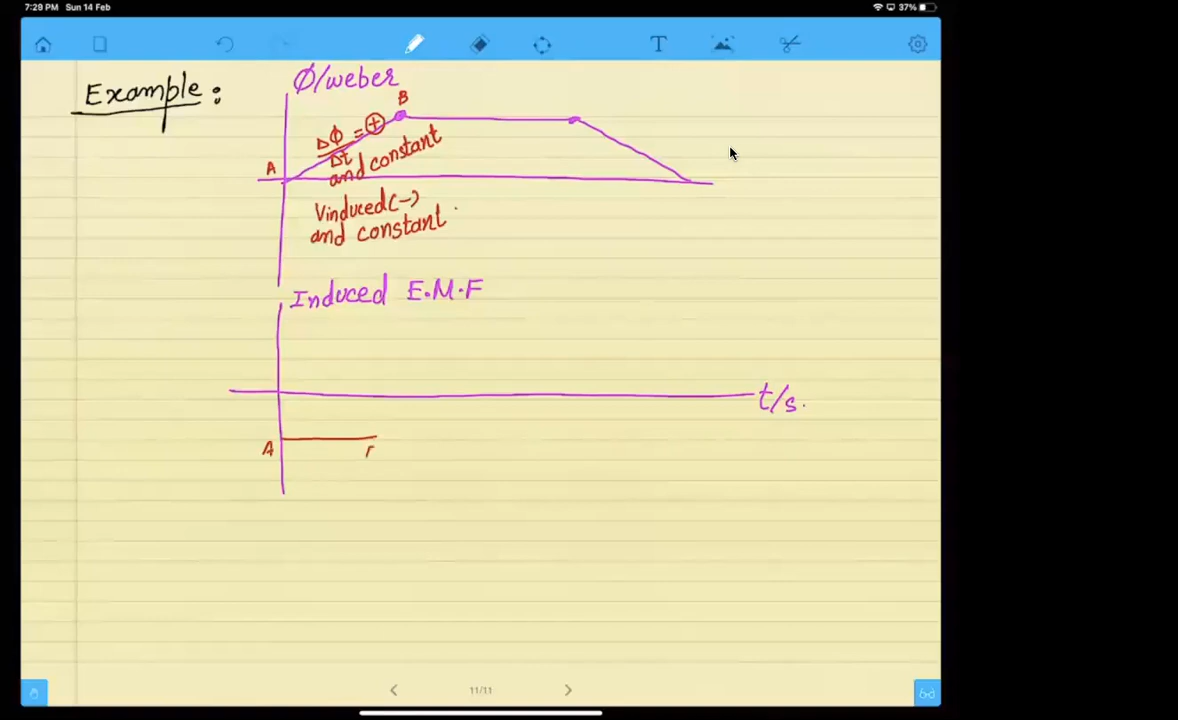 7:29 PM Sun 14 Feb
37%
T
Example:
Φ/weber
B
ΔΦ/Δt = +
and constant
A
Vinduced(-)
and constant.
Induced E.M.F
t/s.
A
11/11